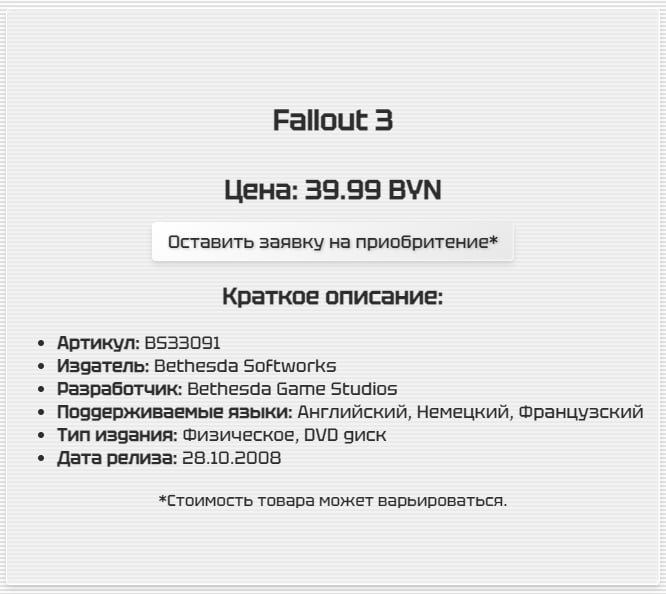 Fallout 3
Цена: 39.99 BYN
Оставить заявку на приобритение*
Краткое описание:
Артикул: BS33091
Издатель: Bethesda Softworks
Разработчик: Bethesda Game Studios
Поддерживаемые языки: Английский, Немецкий, Французский
Тип издания: Физическое, DVD диск
Дата релиза: 28.10.2008
*Стоимость товара может варьироваться.